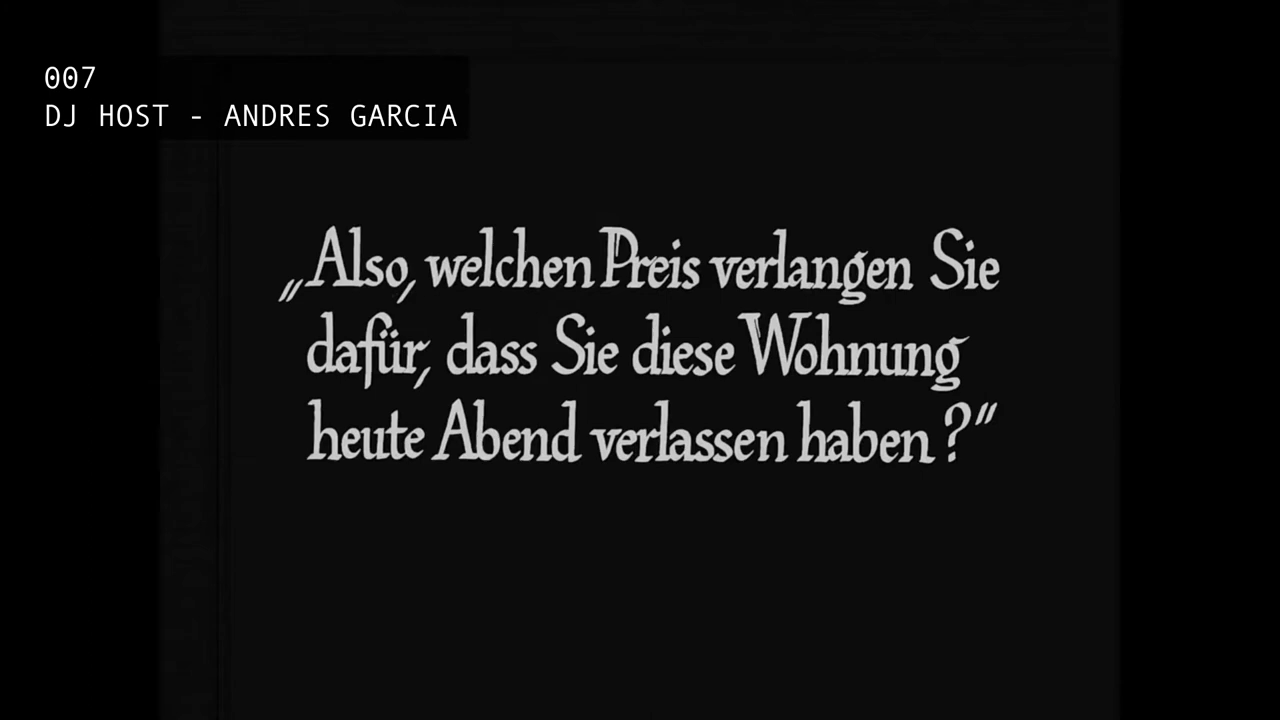 007
DJ HOST - ANDRES GARCIA
„Also, welchen Preis verlangen Sie
dafür, dass Sie diese Wohnung
heute Abend verlassen haben?“